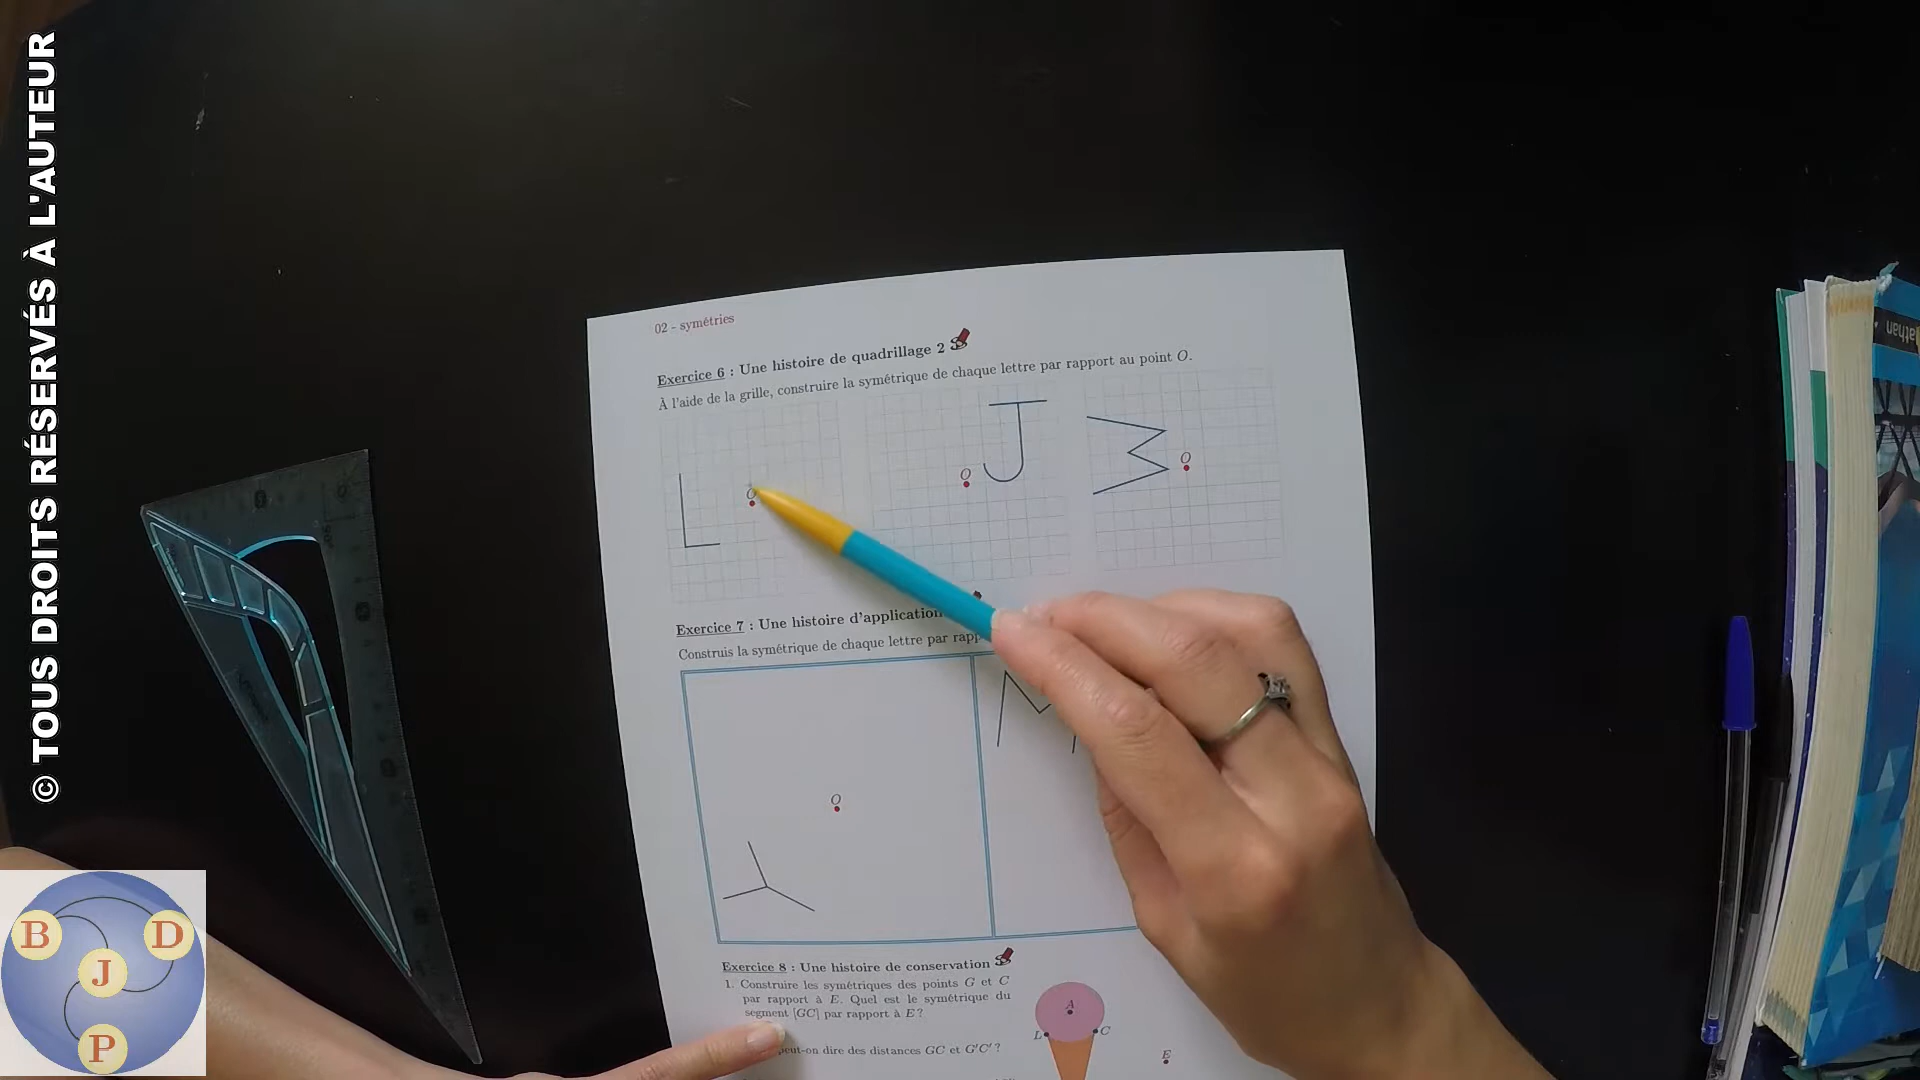 © TOUS DROITS RÉSERVÉS À L'AUTEUR
02 - symétries
Exercice 6 : Une histoire de quadrillage 2
À l'aide de la grille, construire la symétrique de chaque lettre par rapport au point O.
L J M
O O O
Exercice 7 : Une histoire d'application
Construis la symétrique de chaque lettre par
O
Exercice 8 : Une histoire de conservation
1. Construire les symétriques des points G et C
par rapport à E. Quel est le symétrique du
segment [GC] par rapport à E ?
peut-on dire des distances GC et G'C' ?
A
L C
E
B D
J
P